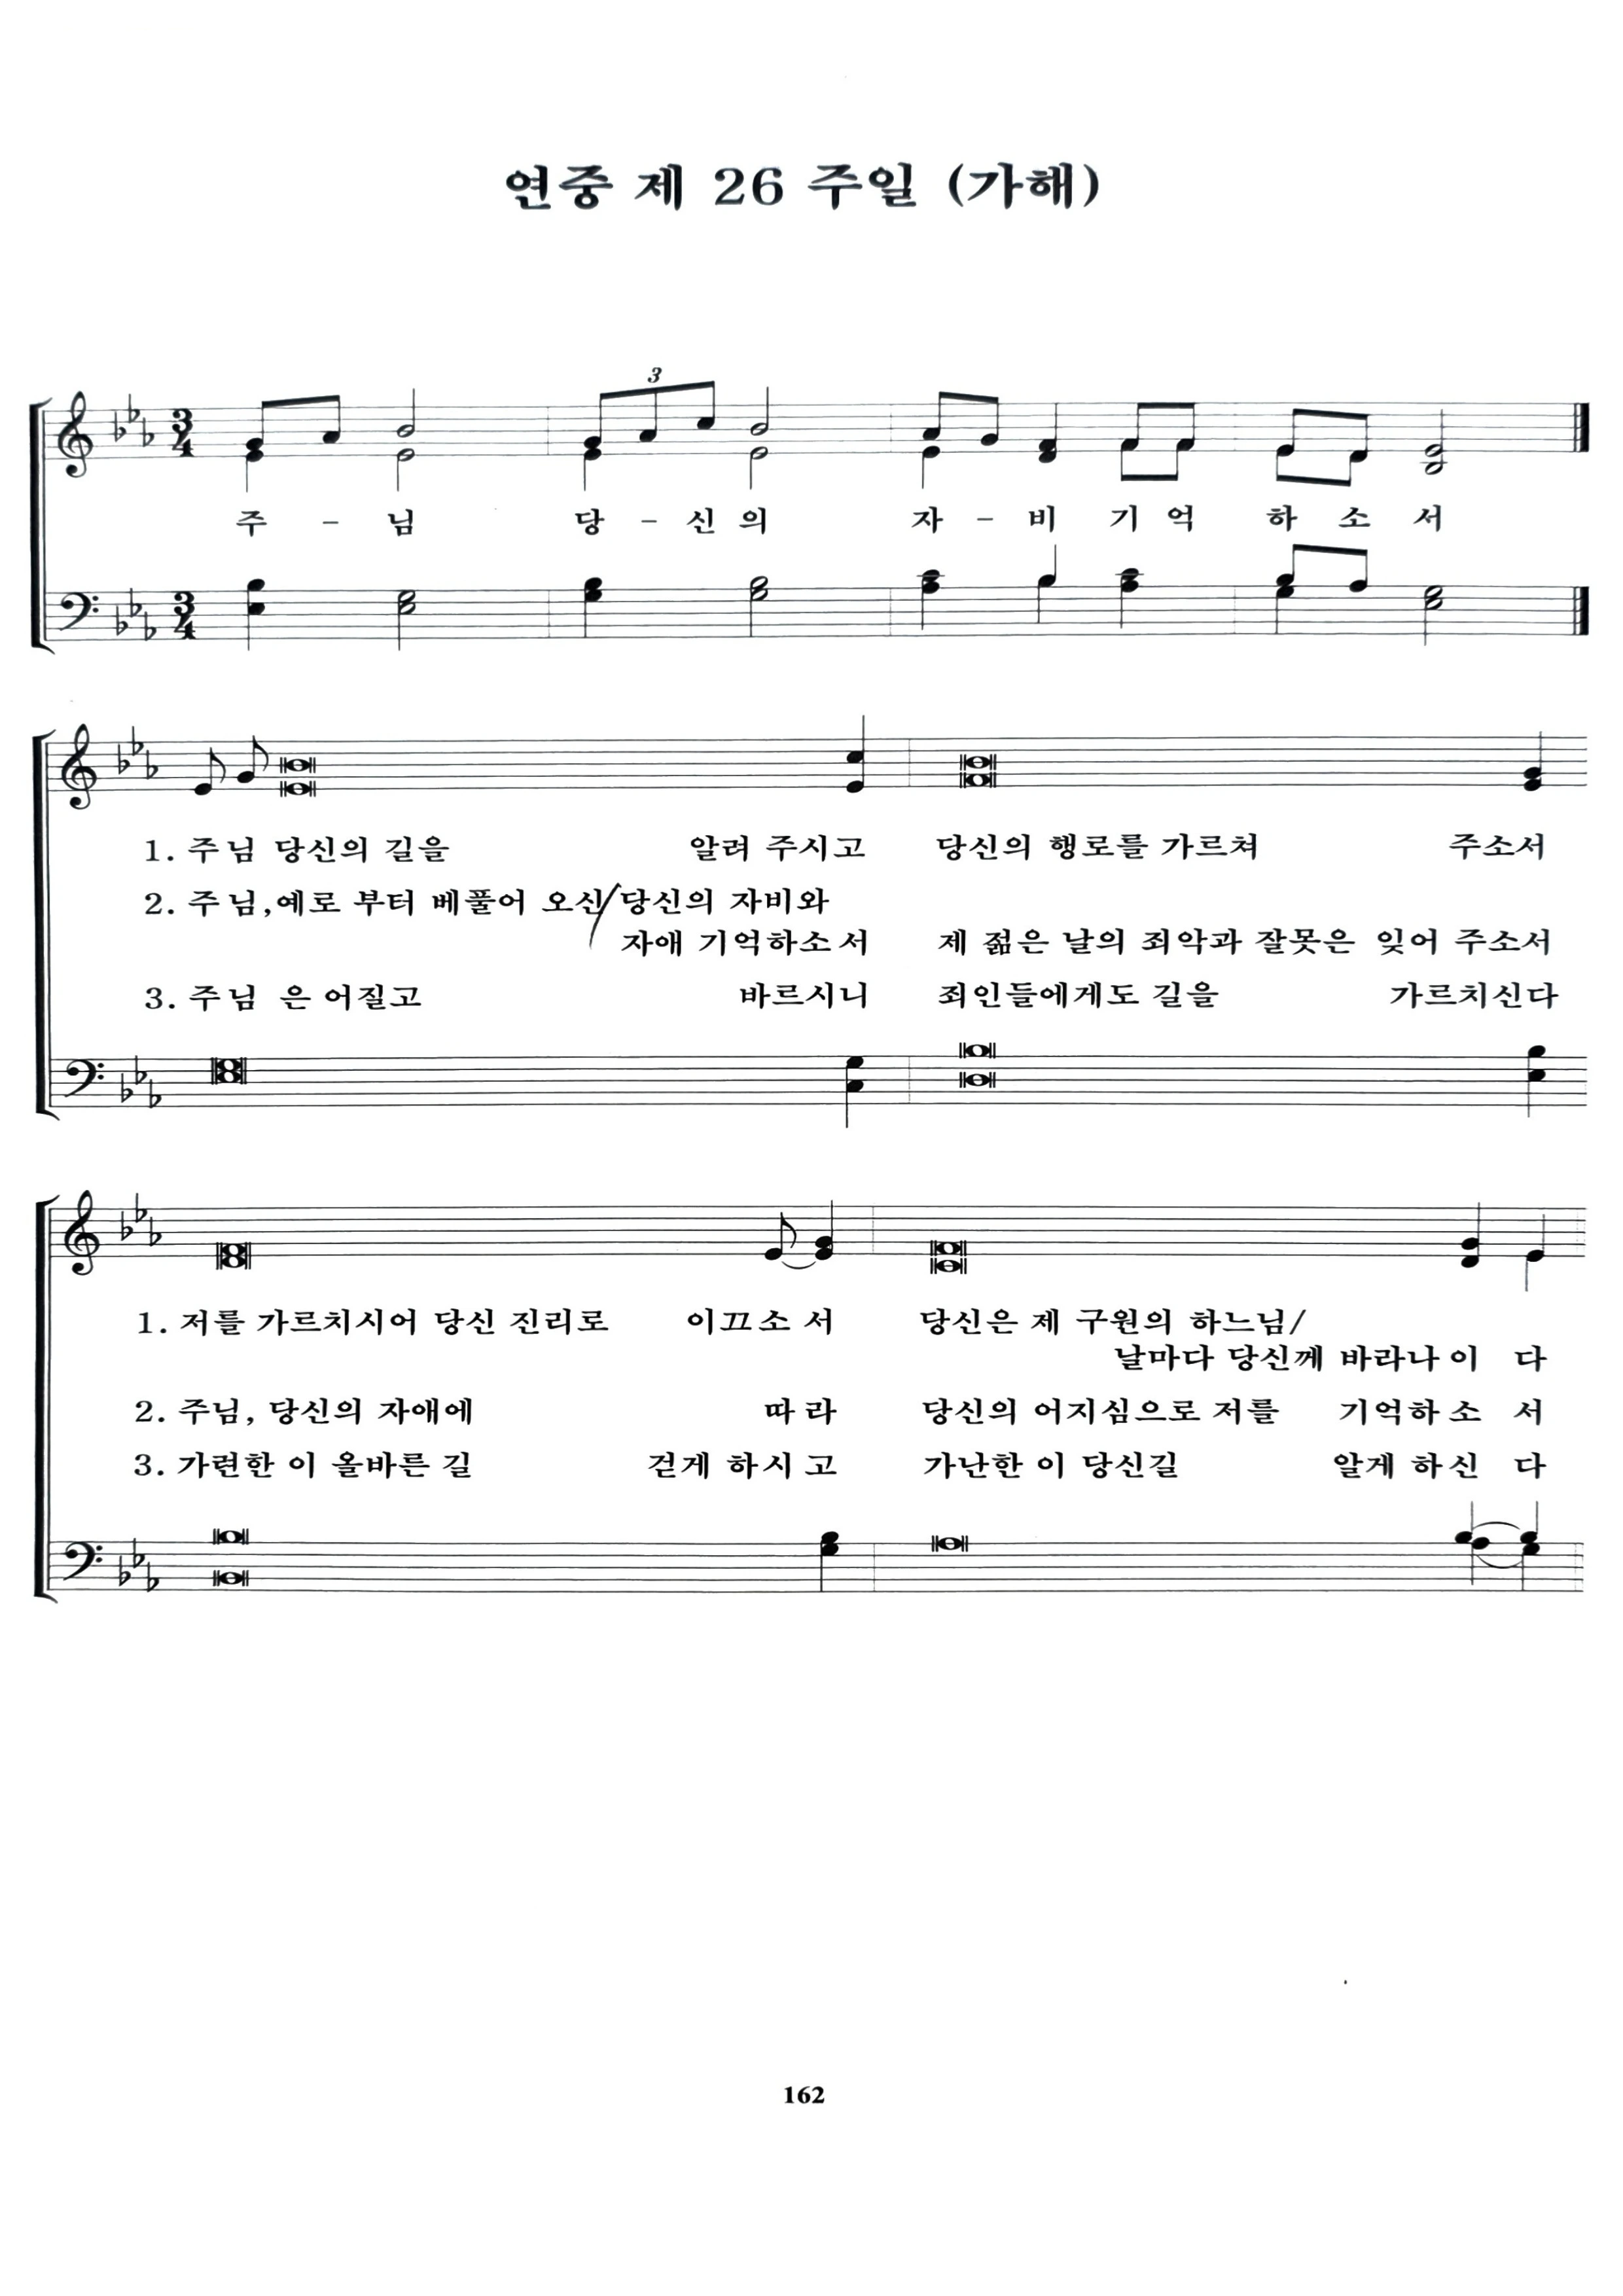 연중 제 26 주일 (가해)
3
주 - 님 당 - 신 의 자 - 비 기 억 하 소 서
1. 주님 당신의 길을 알려 주시고 당신의 행로를 가르쳐 주소서
2. 주님,예로 부터 베풀어 오신/당신의 자비와
자애 기억하소서 제 젊은 날의 죄악과 잘못은 잊어 주소서
3. 주님 은 어질고 바르시니 죄인들에게도 길을 가르치신다
1. 저를 가르치시어 당신 진리로 이끄소서 당신은 제 구원의 하느님/
날마다 당신께 바라나이 다
2. 주님, 당신의 자애에 따라 당신의 어지심으로 저를 기억하소 서
3. 가련한 이 올바른 길 걷게 하시고 가난한 이 당신길 알게 하신 다
162